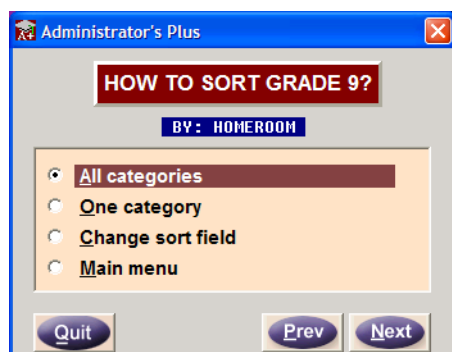 Administrator's Plus
HOW TO SORT GRADE 9?
BY: HOMEROOM
All categories
One category
Change sort field
Main menu
Quit Prev Next